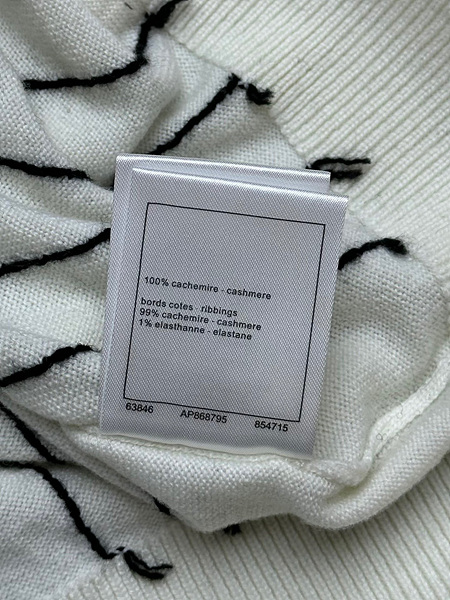 100% cachemire - cashmere
bords cotes - ribbings
99% cachemire - cashmere
1% elasthanne - elastane
63846 AP868795 854715